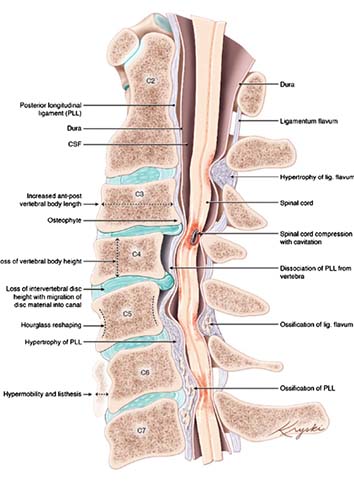 C2
Posterior longitudinal
ligament (PLL)
Dura
CSF
Increased ant-post
vertebral body length
C3
Osteophyte
oss of vertebral body height
C4
Loss of intervertebral disc
height with migration of
disc material into canal
C5
Hourglass reshaping
Hypertrophy of PLL
C6
Hypermobility and listhesis
C7
Dura
Ligamentum flavum
Hypertrophy of lig. flavum
Spinal cord
Spinal cord compression
with cavitation
Dissociation of PLL from
vertebra
Ossification of lig. flavum
Ossification of PLL
Kryski